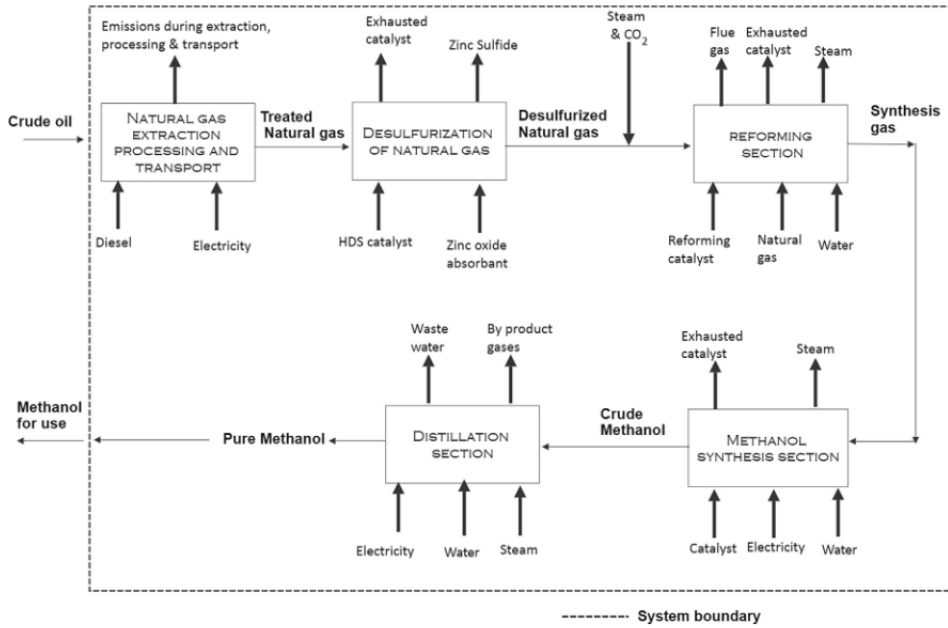 Emissions during extraction,
processing & transport
Exhausted
catalyst
Zinc Sulfide
Steam
& CO₂
Flue
gas
Exhausted
catalyst
Steam
Crude oil
NATURAL GAS
EXTRACTION
PROCESSING AND
TRANSPORT
Treated
Natural gas
DESULFURIZATION
OF NATURAL GAS
Desulfurized
Natural gas
REFORMING
SECTION
Synthesis
gas
Diesel
Electricity
HDS catalyst
Zinc oxide
absorbant
Reforming
catalyst
Natural
gas
Water
Waste
water
By product
gases
Exhausted
catalyst
Steam
Methanol
for use
Pure Methanol
DISTILLATION
SECTION
Crude
Methanol
METHANOL
SYNTHESIS SECTION
Electricity
Water
Steam
Catalyst
Electricity
Water
System boundary